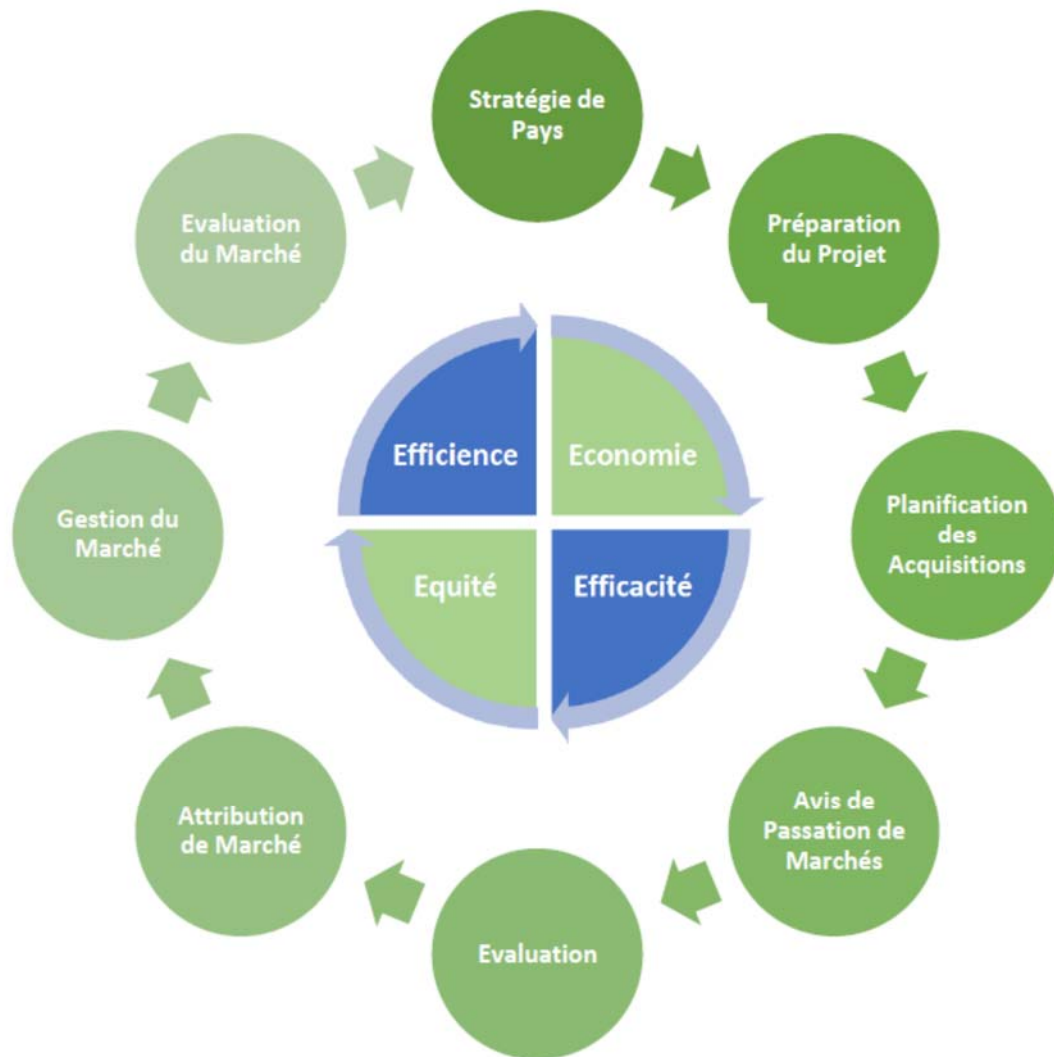 Stratégie de
Pays
Préparation
du Projet
Planification
des
Acquisitions
Avis de
Passation de
Marchés
Evaluation
Attribution
de Marché
Gestion du
Marché
Evaluation
du Marché
Efficience
Economie
Equité
Efficacité